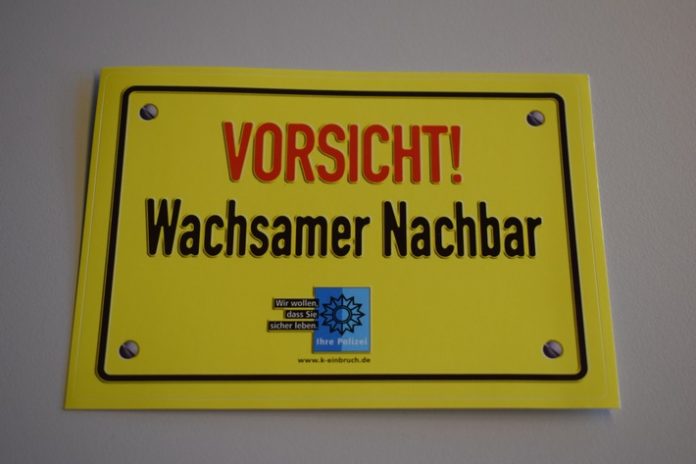 VORSICHT!
Wachsamer Nachbar
Wir wollen,
dass Sie
sicher leben.
Ihre Polizei
www.k-einbruch.de